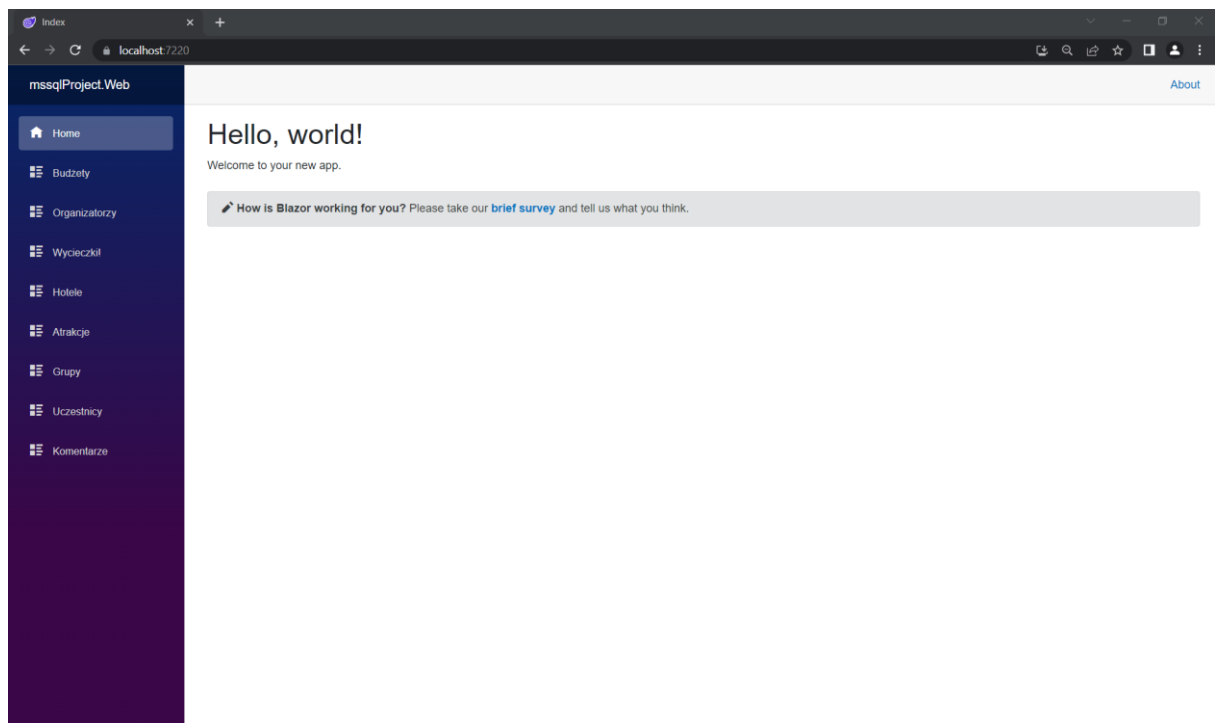 Index
localhost:7220
mssqlProject.Web
About
Home
Budżety
Organizatorzy
Wycieczki!
Hotele
Atrakcje
Grupy
Uczestnicy
Komentarze
Hello, world!
Welcome to your new app.
How is Blazor working for you? Please take our brief survey and tell us what you think.